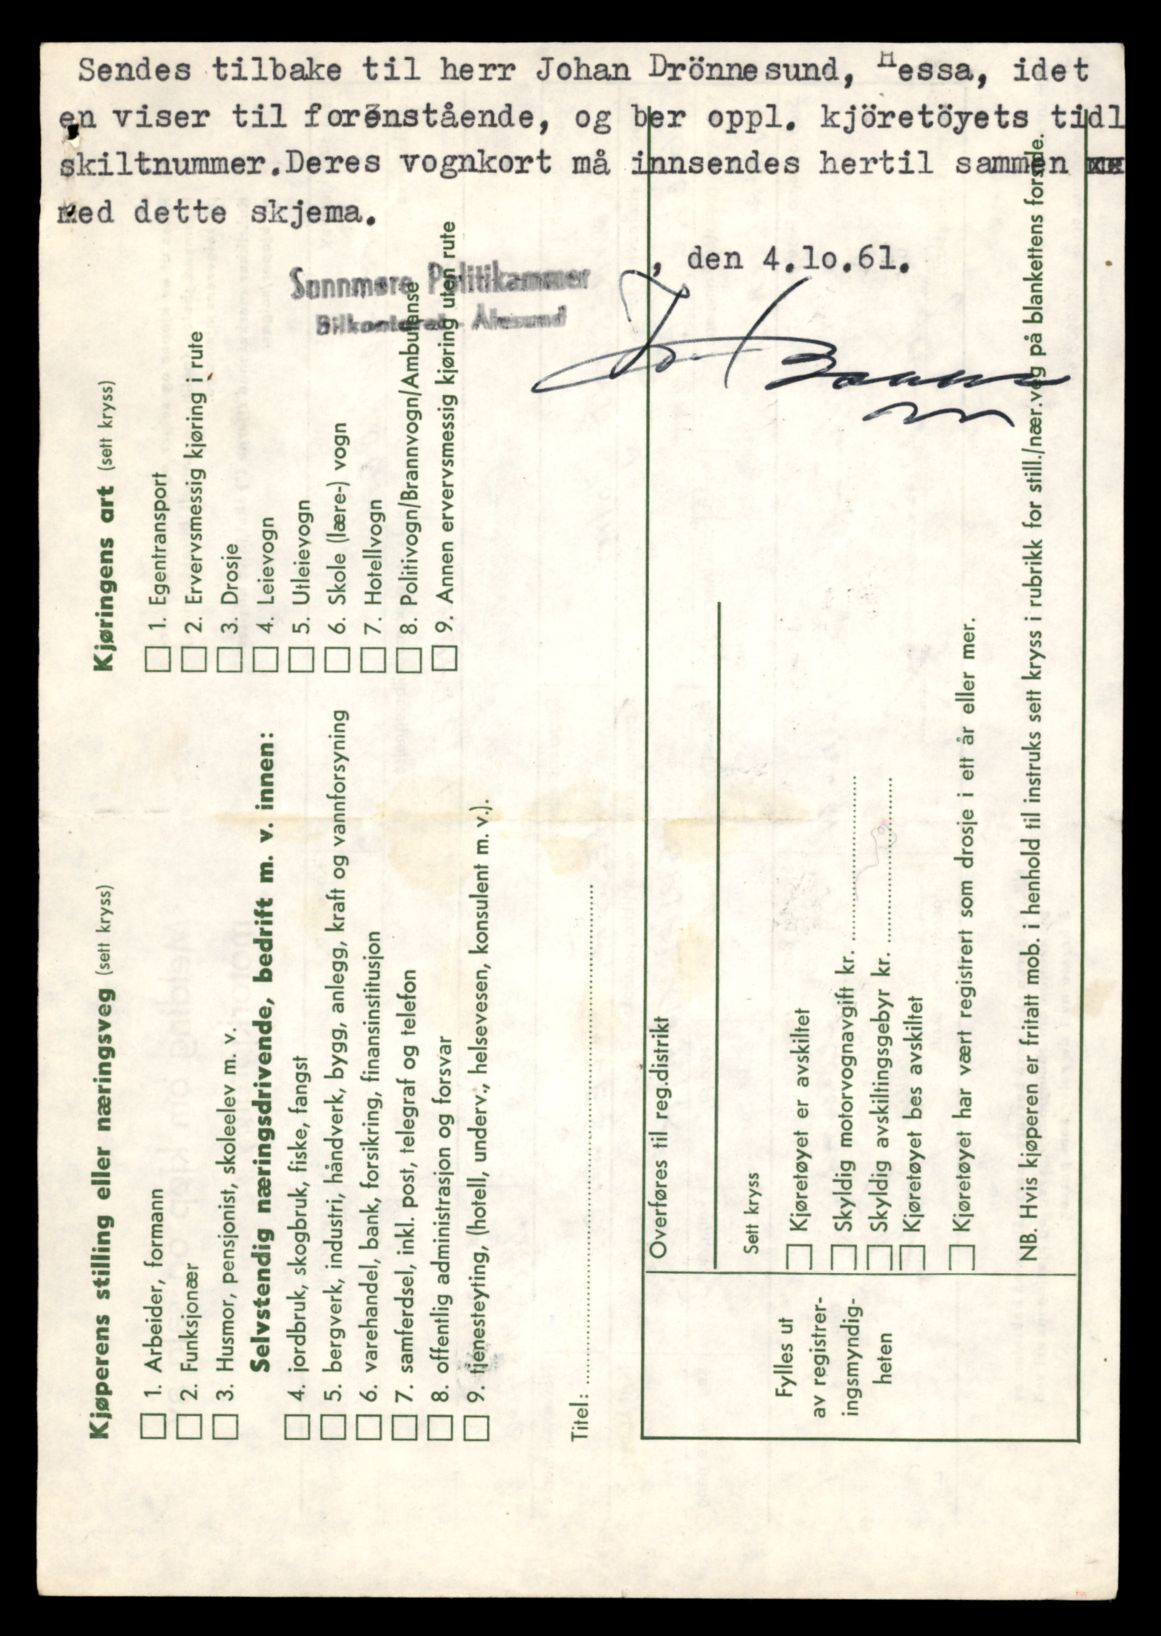 Sendes tilbake til herr Johan Drönnesund, Hessa, idet
en viser til forønstående, og ber oppl. kjöretöyets tidl
skiltnummer.Deres vognkort må innsendes hertil sammen xx
med dette skjema.
, den 4.lo.61.
Sunnmøre Politikammer
Bilkontoret - Ålesund
Kjøperens stilling eller næringsveg (sett kryss)
1. Arbeider, formann
2. Funksjonær
3. Husmor, pensjonist, skoleelev m. v.
Selvstendig næringsdrivende, bedrift m. v. innen:
4. jordbruk, skogbruk, fiske, fangst
5. bergverk, industri, håndverk, bygg, anlegg, kraft og vannforsyning
6. varehandel, bank, forsikring, finansinstitusjon
7. samferdsel, inkl. post, telegraf og telefon
8. offentlig administrasjon og forsvar
9. tjenesteyting, (hotell, underv., helsevesen, konsulent m. v.).
Titel:
Kjøringens art (sett kryss)
1. Egentransport
2. Ervervsmessig kjøring i rute
3. Drosje
4. Leievogn
5. Utleievogn
6. Skole (lære-) vogn
7. Hotellvogn
8. Politivogn/Brannvogn/Ambulanse
9. Annen ervervsmessig kjøring uten rute
Fylles ut
av registrer-
ingsmyndig-
heten
Overføres til reg.distrikt
Sett kryss
Kjøretøyet er avskiltet
Skyldig motorvognavgift kr.
Skyldig avskiltingsgebyr kr.
Kjøretøyet bes avskiltet
Kjøretøyet har vært registrert som drosje i ett år eller mer.
NB. Hvis kjøperen er fritatt mob. i henhold til instruks sett kryss i rubrikk for still./nær.veg på blankettens forside.